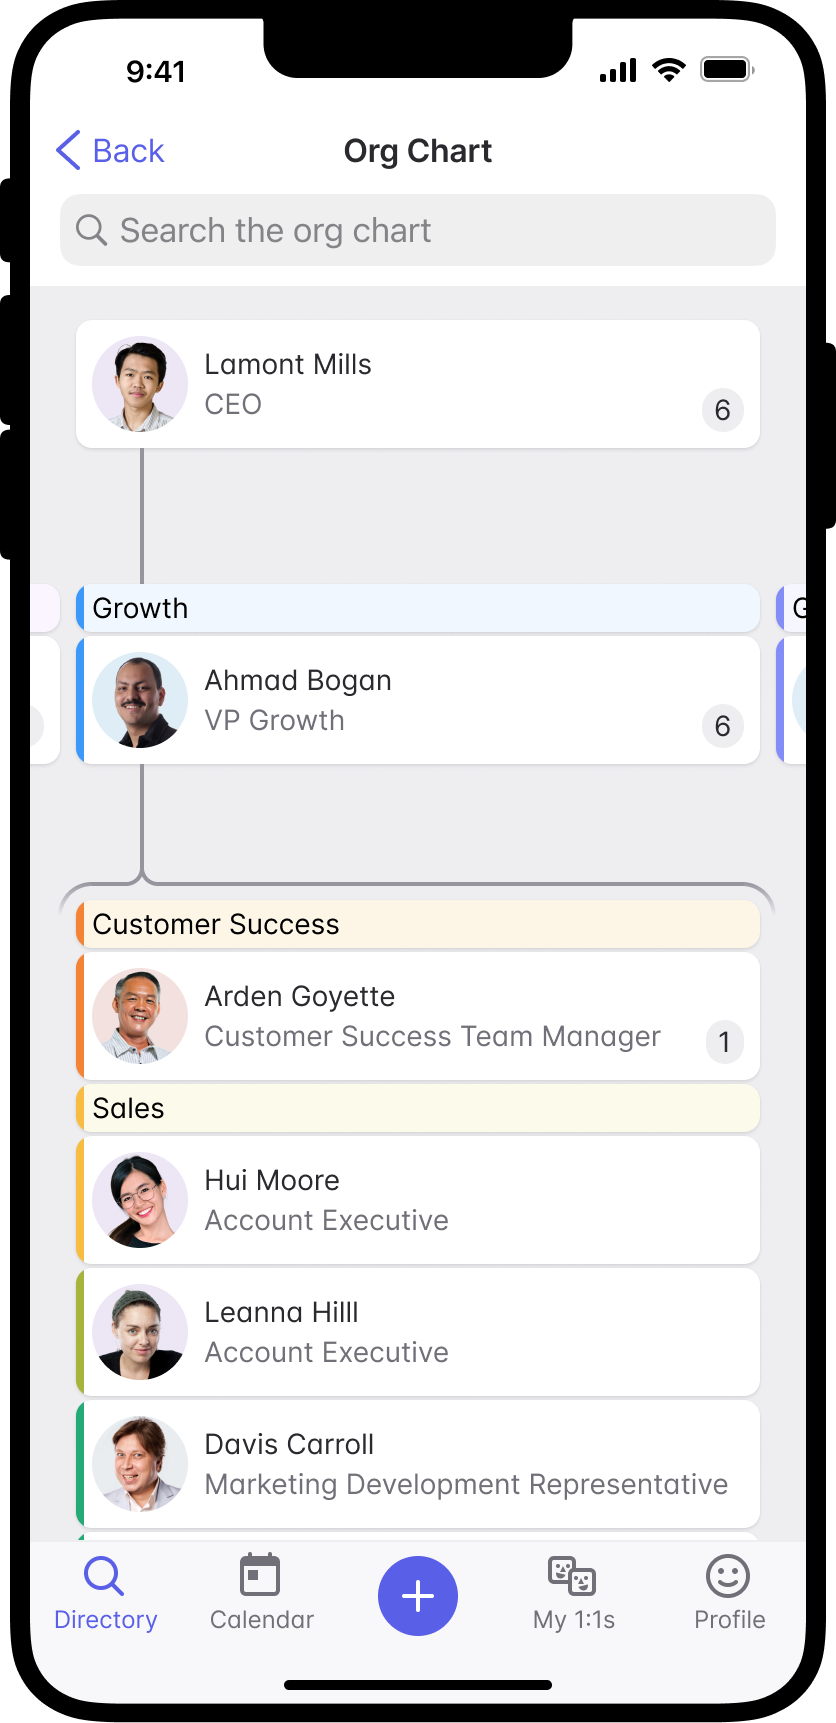 9:41
Back
Org Chart
Search the org chart
Lamont Mills
CEO
6
Growth
G
Ahmad Bogan
VP Growth
6
Customer Success
Arden Goyette
Customer Success Team Manager
1
Sales
Hui Moore
Account Executive
Leanna Hilll
Account Executive
Davis Carroll
Marketing Development Representative
Directory
Calendar
My 1:1s
Profile